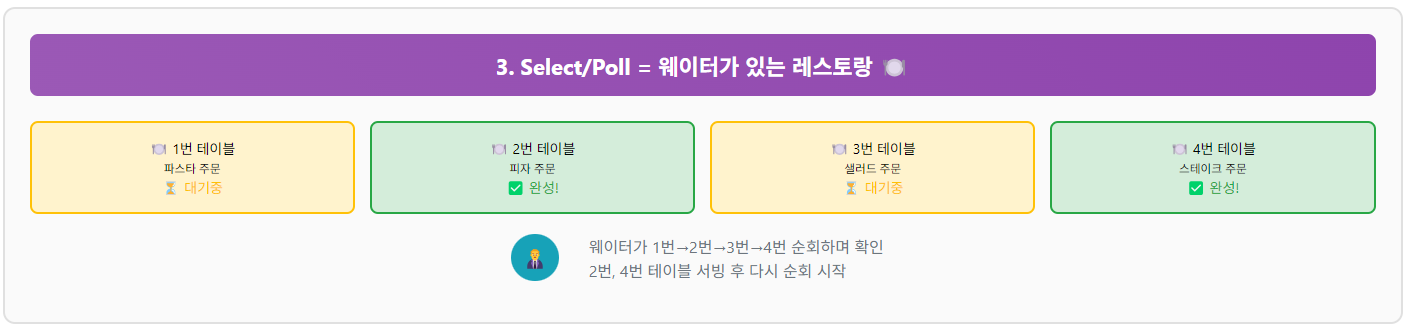 3. Select/Poll = 웨이터가 있는 레스토랑 🍽️
🍽️ 1번 테이블
파스타 주문
⏳ 대기중
🍽️ 2번 테이블
피자 주문
✅ 완성!
🍽️ 3번 테이블
샐러드 주문
⏳ 대기중
🍽️ 4번 테이블
스테이크 주문
✅ 완성!
웨이터가 1번→2번→3번→4번 순회하며 확인
2번, 4번 테이블 서빙 후 다시 순회 시작